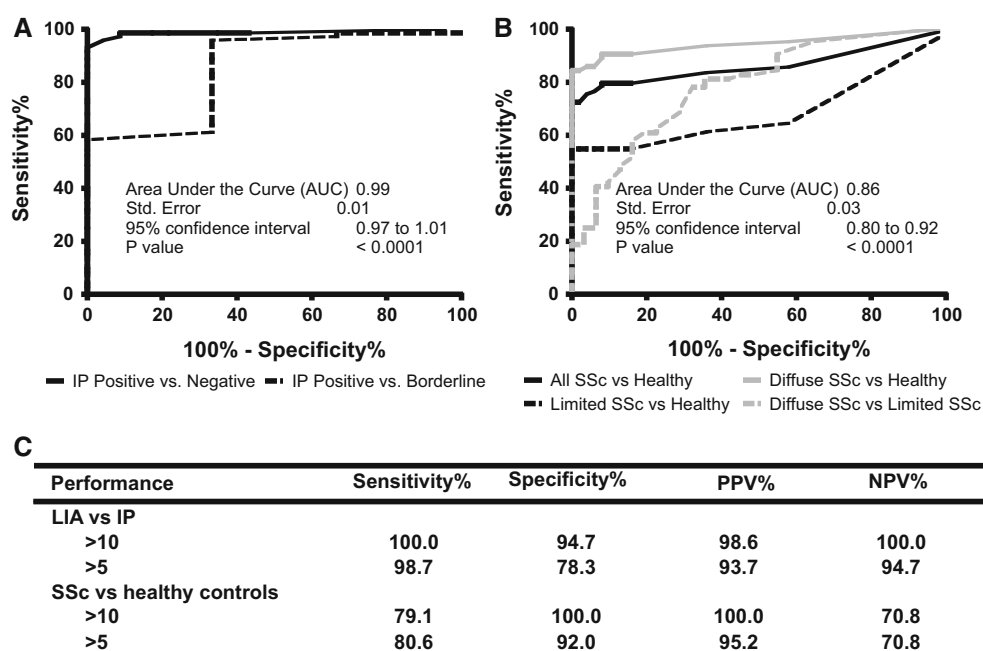 A
100
80
60
40
20
0
Sensitivity%
Area Under the Curve (AUC) 0.99
Std. Error 0.01
95% confidence interval 0.97 to 1.01
P value < 0.0001
0 20 40 60 80 100
100% - Specificity%
IP Positive vs. Negative IP Positive vs. Borderline
B
100
80
60
40
20
0
Sensitivity%
Area Under the Curve (AUC) 0.86
Std. Error 0.03
95% confidence interval 0.80 to 0.92
P value < 0.0001
0 20 40 60 80 100
100% - Specificity%
All SSc vs Healthy Diffuse SSc vs Healthy
Limited SSc vs Healthy Diffuse SSc vs Limited SSc
C
Performance Sensitivity% Specificity% PPV% NPV%
LIA vs IP
>10 100.0 94.7 98.6 100.0
>5 98.7 78.3 93.7 94.7
SSc vs healthy controls
>10 79.1 100.0 100.0 70.8
>5 80.6 92.0 95.2 70.8